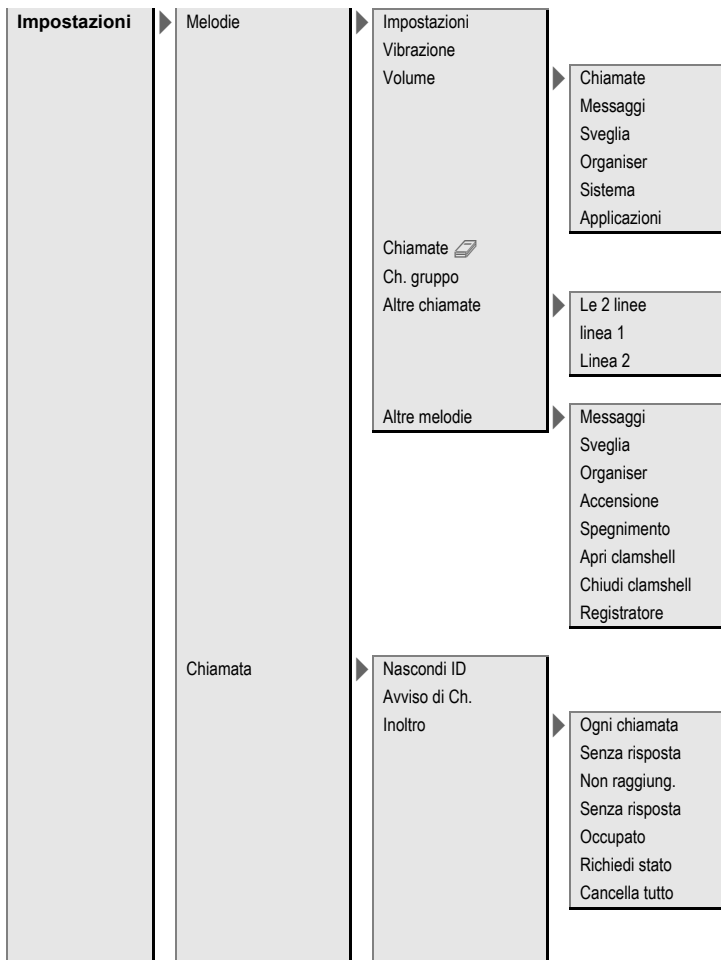 Impostazioni
Melodie
Impostazioni
Vibrazione
Volume
Chiamate
Messaggi
Sveglia
Organiser
Sistema
Applicazioni
Chiamate
Ch. gruppo
Altre chiamate
Le 2 linee
linea 1
Linea 2
Altre melodie
Messaggi
Sveglia
Organiser
Accensione
Spegnimento
Apri clamshell
Chiudi clamshell
Registratore
Chiamata
Nascondi ID
Avviso di Ch.
Inoltro
Ogni chiamata
Senza risposta
Non raggiung.
Senza risposta
Occupato
Richiedi stato
Cancella tutto